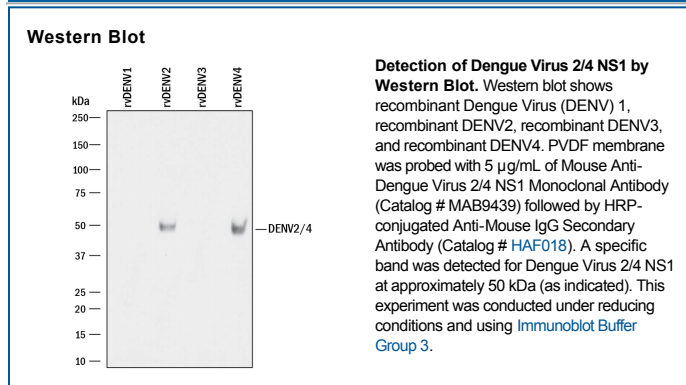 Western Blot
rvDENV1
rvDENV2
rvDENV3
rvDENV4
kDa
250
150
100
75
50
37
25
20
15
10
DENV2/4
Detection of Dengue Virus 2/4 NS1 by
Western Blot. Western blot shows
recombinant Dengue Virus (DENV) 1,
recombinant DENV2, recombinant DENV3,
and recombinant DENV4. PVDF membrane
was probed with 5 µg/mL of Mouse Anti-
Dengue Virus 2/4 NS1 Monoclonal Antibody
(Catalog # MAB9439) followed by HRP-
conjugated Anti-Mouse IgG Secondary
Antibody (Catalog # HAF018). A specific
band was detected for Dengue Virus 2/4 NS1
at approximately 50 kDa (as indicated). This
experiment was conducted under reducing
conditions and using Immunoblot Buffer
Group 3.